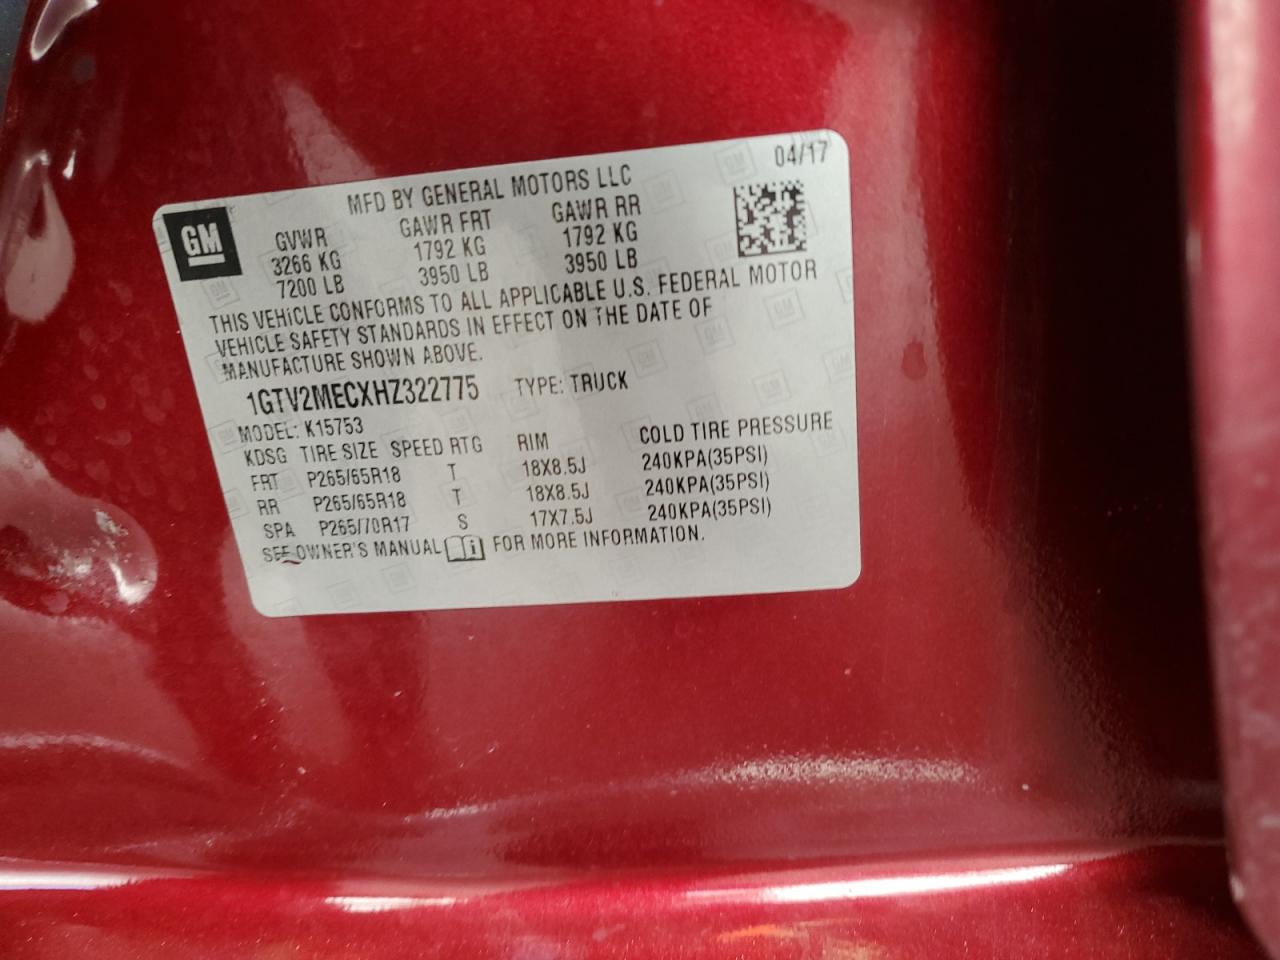 04/17
MFD BY GENERAL MOTORS LLC
GM
GVWR GAWR FRT GAWR RR
3266 KG 1792 KG 1792 KG
7200 LB 3950 LB 3950 LB
THIS VEHICLE CONFORMS TO ALL APPLICABLE U.S. FEDERAL MOTOR
VEHICLE SAFETY STANDARDS IN EFFECT ON THE DATE OF
MANUFACTURE SHOWN ABOVE.
1GTV2MECXHZ322775 TYPE: TRUCK
MODEL: K15753
KDSG TIRE SIZE SPEED RTG RIM COLD TIRE PRESSURE
FRT P265/65R18 T 18X8.5J 240KPA(35PSI)
RR P265/65R18 T 18X8.5J 240KPA(35PSI)
SPA P265/70R17 S 17X7.5J 240KPA(35PSI)
SEE OWNER'S MANUAL FOR MORE INFORMATION.